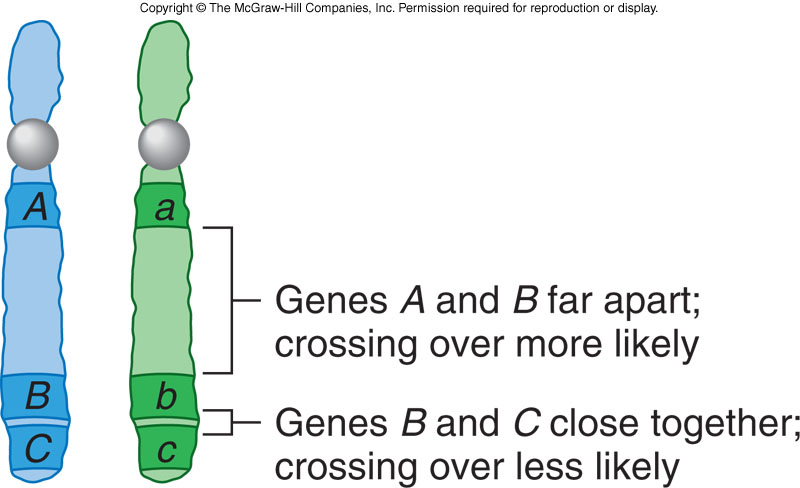 Copyright © The McGraw-Hill Companies, Inc. Permission required for reproduction or display.
A
a
Genes A and B far apart;
crossing over more likely
B
b
Genes B and C close together;
crossing over less likely
C
c